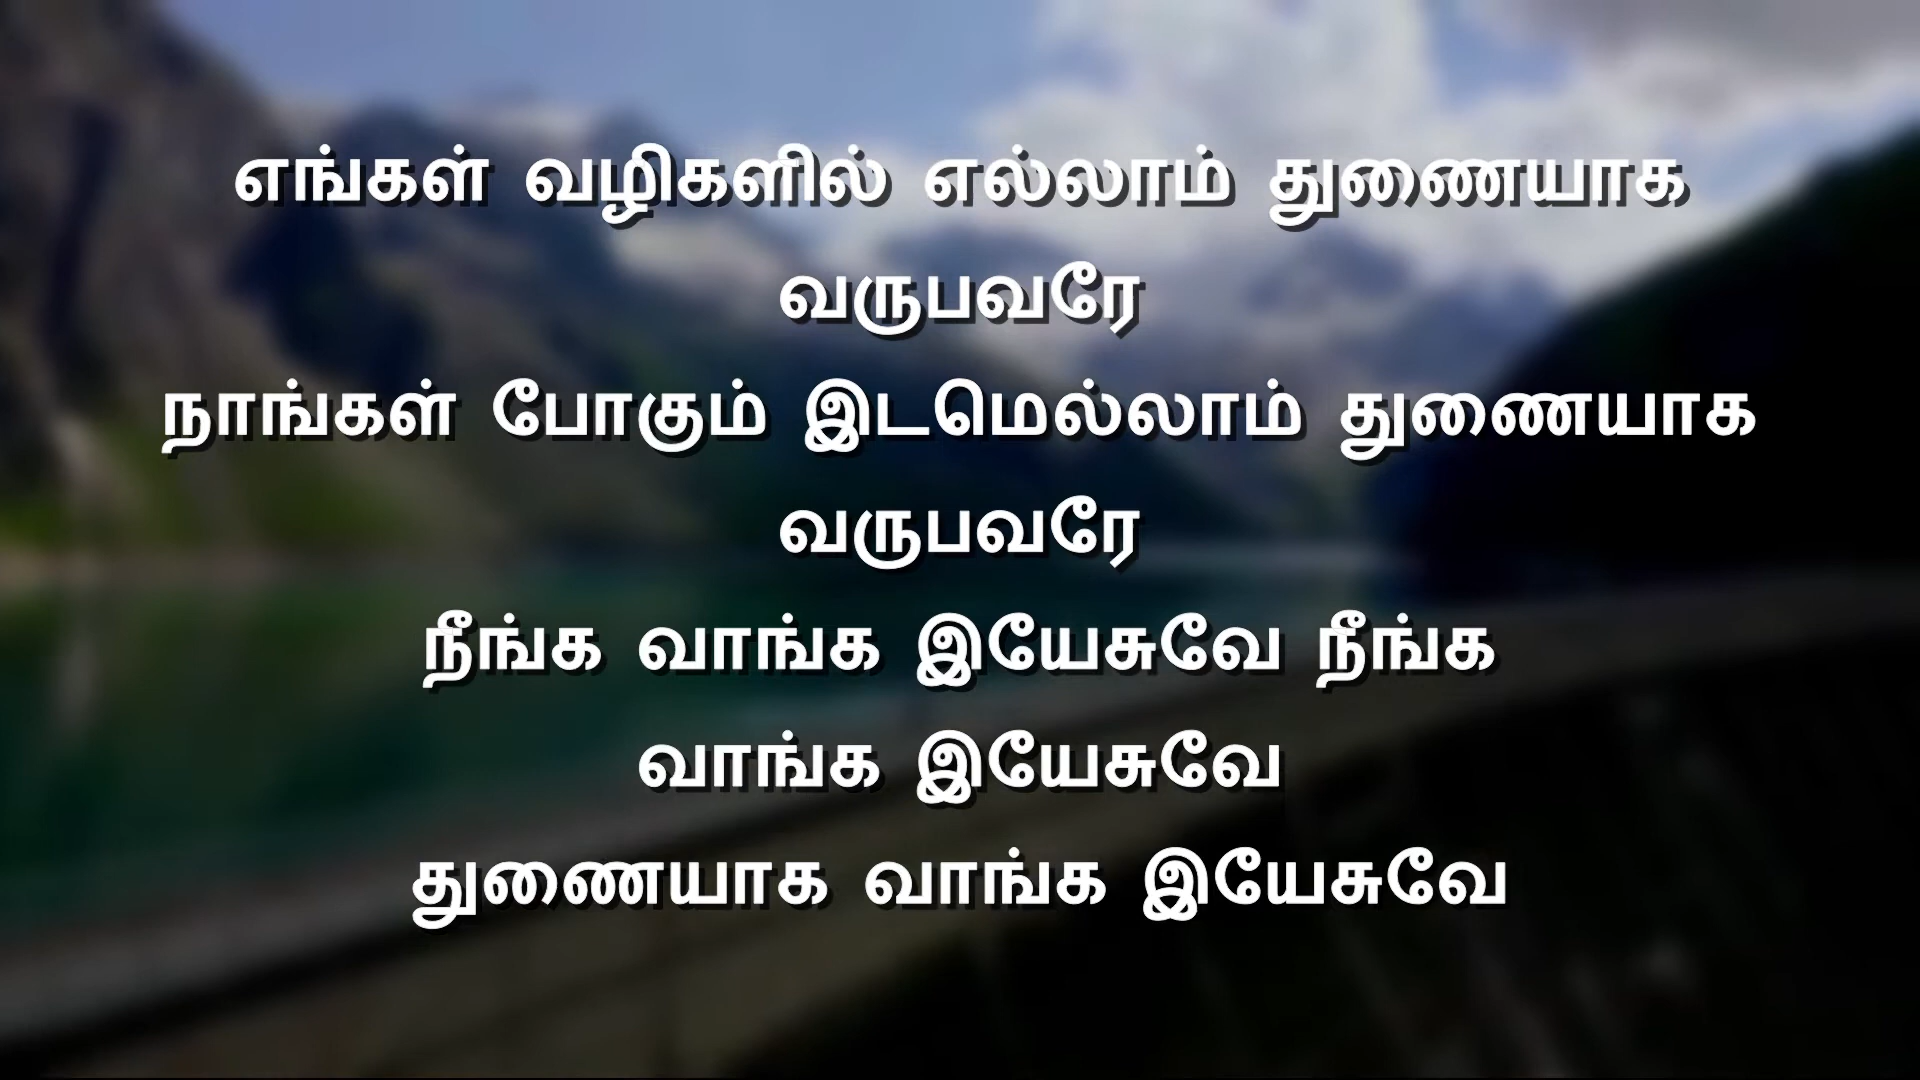 எங்கள் வழிகளில் எல்லாம் துணையாக
வருபவரே
நாங்கள் போகும் இடமெல்லாம் துணையாக
வருபவரே
நீங்க வாங்க இயேசுவே நீங்க
வாங்க இயேசுவே
துணையாக வாங்க இயேசுவே